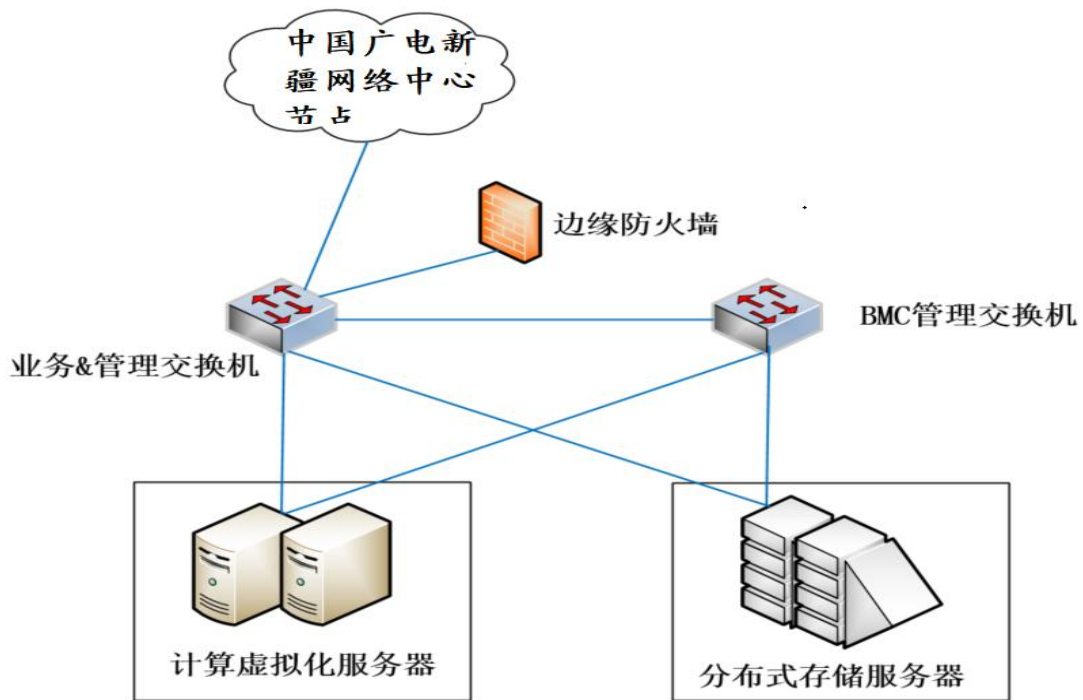 中国广电新
疆网络中心
节点
边缘防火墙
BMC管理交换机
业务&管理交换机
计算虚拟化服务器
分布式存储服务器